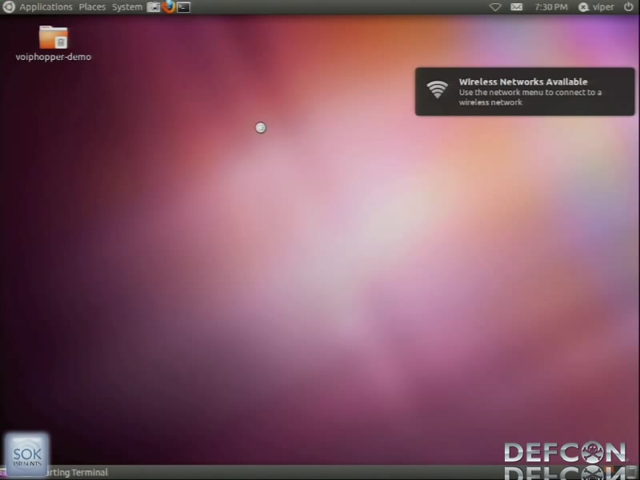 Applications Places System
7:30 PM
viper
voiphopper-demo
Wireless Networks Available
Use the network menu to connect to a
wireless network
SOK
PRESENTS
rting Terminal
DEFCON